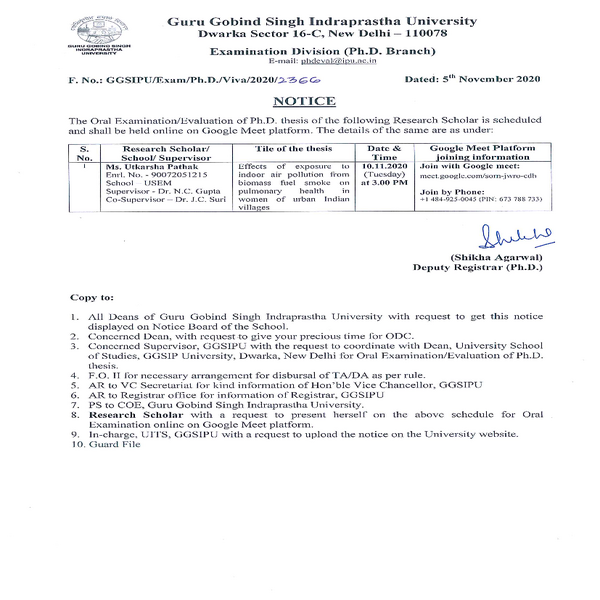 Guru Gobind Singh Indraprastha University
Dwarka Sector 16-C, New Delhi – 110078
GURU GOBIND SINGH
INDRAPRASTHA
UNIVERSITY
Examination Division (Ph.D. Branch)
E-mail: phdeval@ipu.ac.in
F. No.: GGSIPU/Exam/Ph.D./Viva/2020/2366 Dated: 5th November 2020
NOTICE
The Oral Examination/Evaluation of Ph.D. thesis of the following Research Scholar is scheduled
and shall be held online on Google Meet platform. The details of the same are as under:
S. No. Research Scholar/ School/ Supervisor Tile of the thesis Date & Time Google Meet Platform joining information
1 Ms. Utkarsha Pathak
Enrl. No. - 90072051215
School – USEM
Supervisor - Dr. N.C. Gupta
Co-Supervisor – Dr. J.C. Suri
Effects of exposure to
indoor air pollution from
biomass fuel smoke on
pulmonary health in
women of urban Indian
villages
10.11.2020
(Tuesday)
at 3.00 PM
Join with Google meet:
meet.google.com/sorn-jwro-cdb
Join by Phone:
+1 484-925-0045 (PIN: 673 788 733)
Shikha
(Shikha Agarwal)
Deputy Registrar (Ph.D.)
Copy to:
1. All Deans of Guru Gobind Singh Indraprastha University with request to get this notice
displayed on Notice Board of the School.
2. Concerned Dean, with request to give your precious time for ODC.
3. Concerned Supervisor, GGSIPU with the request to coordinate with Dean, University School
of Studies, GGSIP University, Dwarka, New Delhi for Oral Examination/Evaluation of Ph.D.
thesis.
4. F.O. II for necessary arrangement for disbursal of TA/DA as per rule.
5. AR to VC Secretariat for kind information of Hon'ble Vice Chancellor, GGSIPU
6. AR to Registrar office for information of Registrar, GGSIPU
7. PS to COE, Guru Gobind Singh Indraprastha University.
8. Research Scholar with a request to present herself on the above schedule for Oral
Examination online on Google Meet platform.
9. In-charge, UITS, GGSIPU with a request to upload the notice on the University website.
10. Guard File